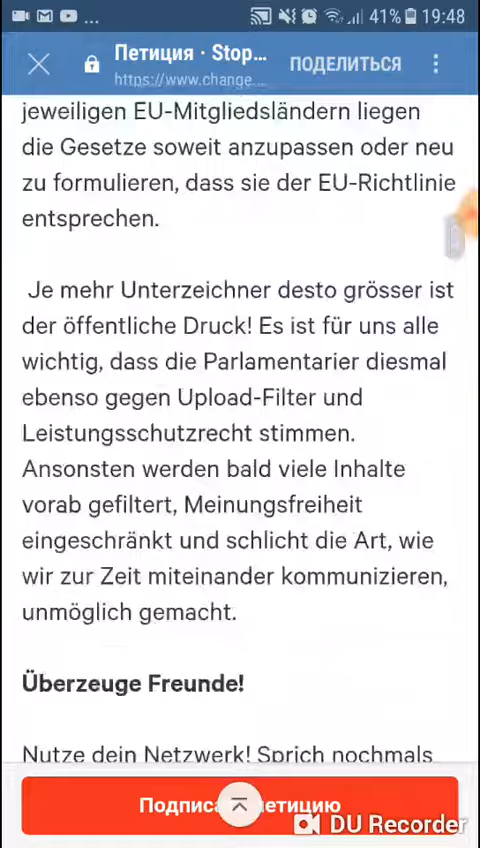 41% 19:48
Петиция · Stop...
https://www.change...
ПОДЕЛИТЬСЯ
jeweiligen EU-Mitgliedsländern liegen
die Gesetze soweit anzupassen oder neu
zu formulieren, dass sie der EU-Richtlinie
entsprechen.
Je mehr Unterzeichner desto grösser ist
der öffentliche Druck! Es ist für uns alle
wichtig, dass die Parlamentarier diesmal
ebenso gegen Upload-Filter und
Leistungsschutzrecht stimmen.
Ansonsten werden bald viele Inhalte
vorab gefiltert, Meinungsfreiheit
eingeschränkt und schlicht die Art, wie
wir zur Zeit miteinander kommunizieren,
unmöglich gemacht.
Überzeuge Freunde!
Nutze dein Netzwerk! Sprich nochmals
DU Recorder